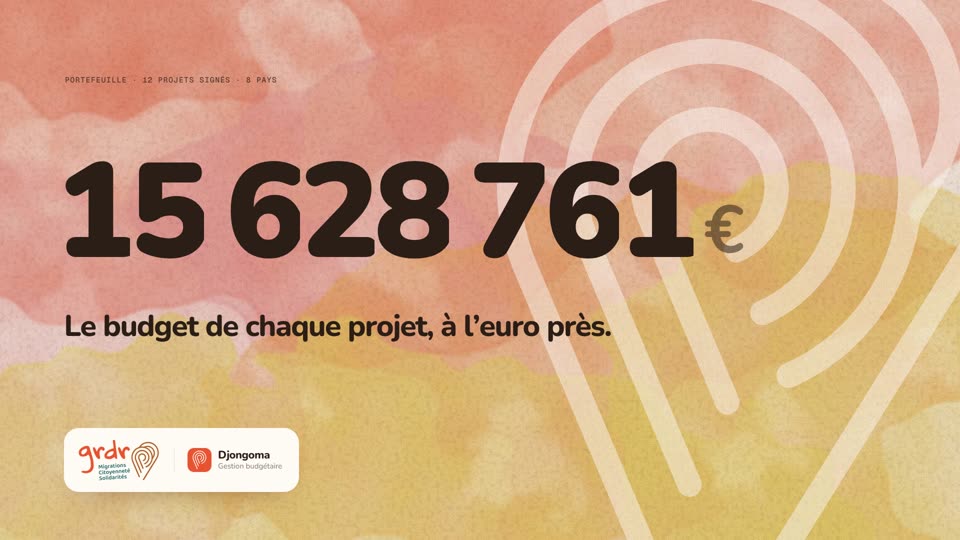 PORTEFEUILLE · 12 PROJETS SIGNÉS · 8 PAYS
15 628 761 €
Le budget de chaque projet, à l’euro près.
grdr
Migrations
Citoyenneté
Solidarités
Djongoma
Gestion budgétaire